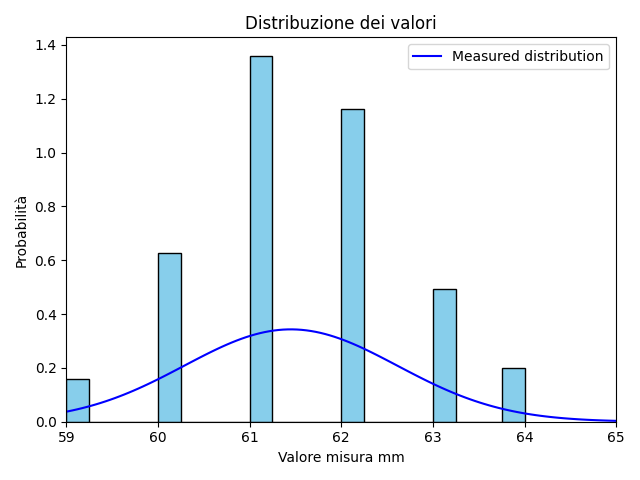 Distribuzione dei valori
Measured distribution
1.4
1.2
1.0
0.8
0.6
0.4
0.2
0.0
Probabilità
59 60 61 62 63 64 65
Valore misura mm